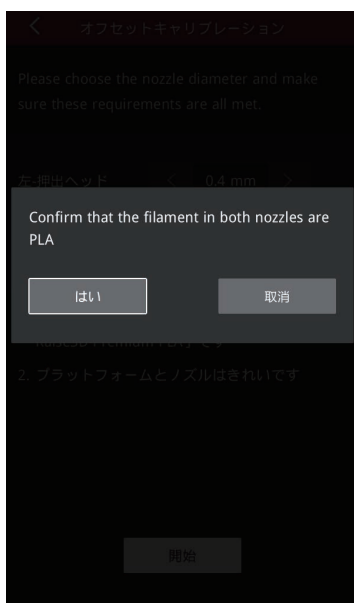 オフセットキャリブレーション
Please choose the nozzle diameter and make
sure these requirements are all met.
左-押出ヘッド
0.4 mm
Confirm that the filament in both nozzles are
PLA
はい
取消
2. プラットフォームとノズルはきれいです
開始